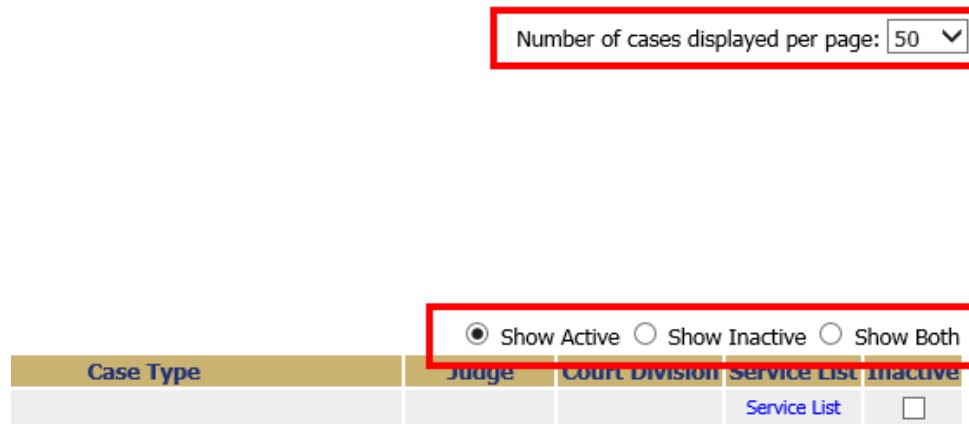 Number of cases displayed per page: 50
Show Active Show Inactive Show Both
Case Type Judge Court Division Service List Inactive
Service List